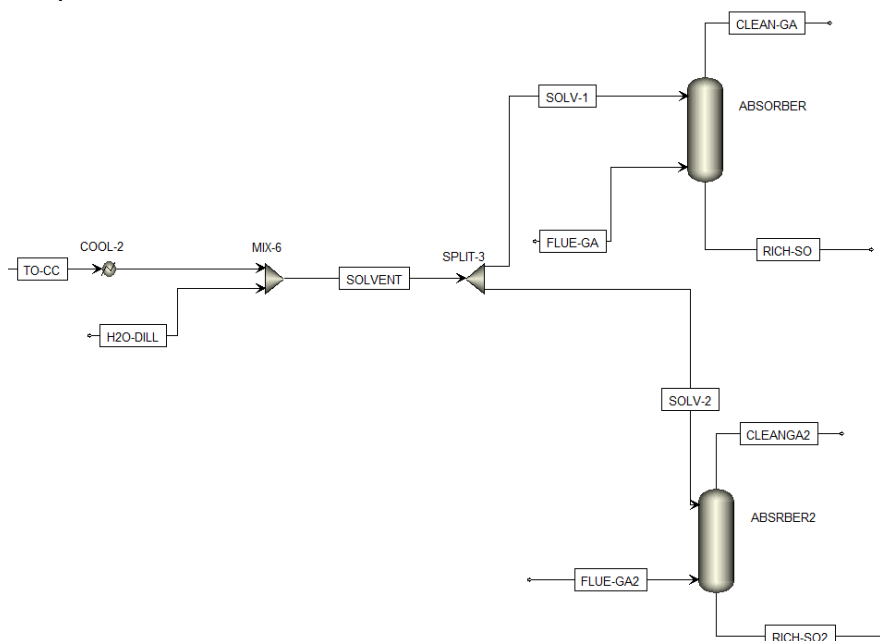 CLEAN-GA
SOLV-1
ABSORBER
FLUE-GA
COOL-2
MIX-6
SPLIT-3
RICH-SO
TO-CC
SOLVENT
H2O-DILL
SOLV-2
CLEANGA2
ABSRBER2
FLUE-GA2
RICH-SO2